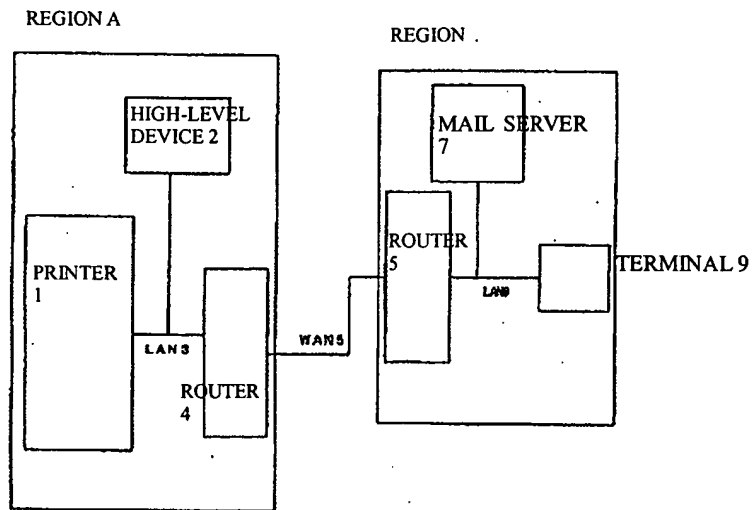 REGION A
REGION .
HIGH-LEVEL
DEVICE 2
MAIL SERVER
7
PRINTER
1
ROUTER
5
TERMINAL 9
LAN 3
WAN 5
ROUTER
4